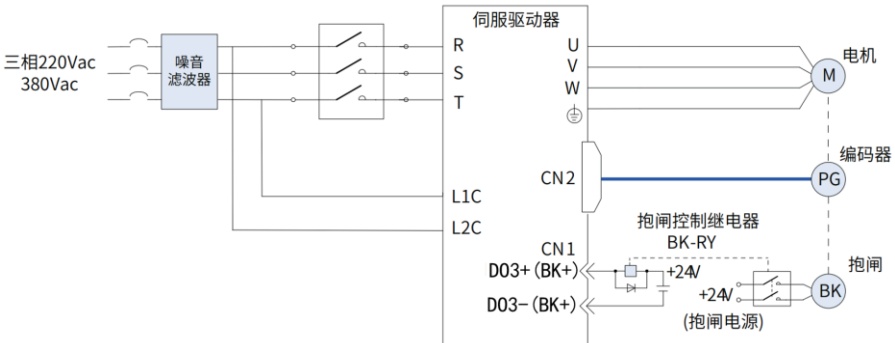 伺服驱动器
三相220Vac
380Vac
噪音
滤波器
R
S
T
U
V
W
电机
M
编码器
PG
CN2
L1C
L2C
CN1
DO3+(BK+)
DO3-(BK+)
抱闸控制继电器
BK-RY
+24V
+24V
(抱闸电源)
抱闸
BK